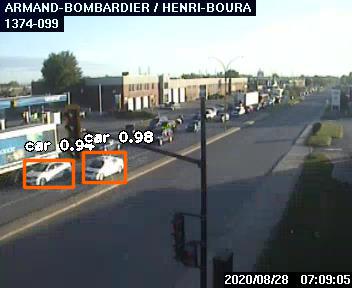 ARMAND-BOMBARDIER / HENRI-BOURA
1374-099
car 0.94
car 0.98
2020/08/28 07:09:05